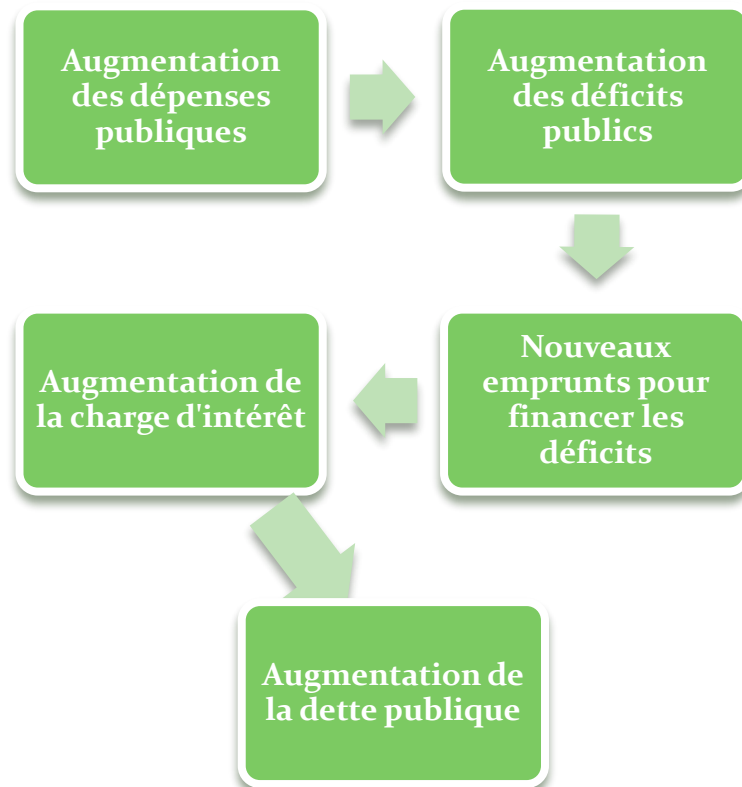 Augmentation
des dépenses
publiques
Augmentation
des déficits
publics
Nouveaux
emprunts pour
financer les
déficits
Augmentation de
la charge d'intérêt
Augmentation de
la dette publique